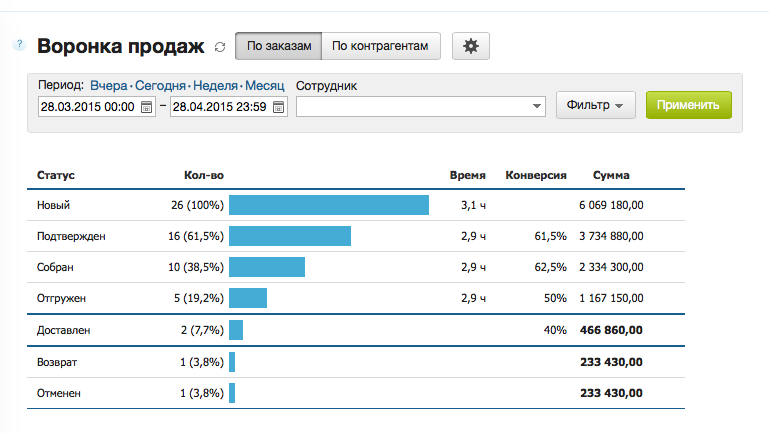 ? Воронка продаж По заказам По контрагентам
Период: Вчера·Сегодня·Неделя·Месяц Сотрудник
28.03.2015 00:00 – 28.04.2015 23:59 Фильтр Применить
Статус Кол-во Время Конверсия Сумма
Новый 26 (100%) 3,1 ч 6 069 180,00
Подтвержден 16 (61,5%) 2,9 ч 61,5% 3 734 880,00
Собран 10 (38,5%) 2,9 ч 62,5% 2 334 300,00
Отгружен 5 (19,2%) 2,9 ч 50% 1 167 150,00
Доставлен 2 (7,7%) 40% 466 860,00
Возврат 1 (3,8%) 233 430,00
Отменен 1 (3,8%) 233 430,00